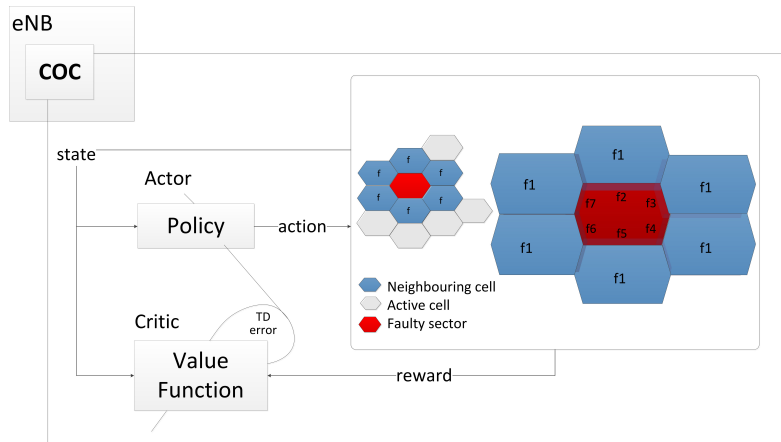 eNB
COC
state
Actor
Policy
action
Critic
TD
error
Value
Function
reward
f
f f
f f
f
Neighbouring cell
Active cell
Faulty sector
f1
f1 f1
f7 f2 f3
f6 f5 f4
f1 f1
f1